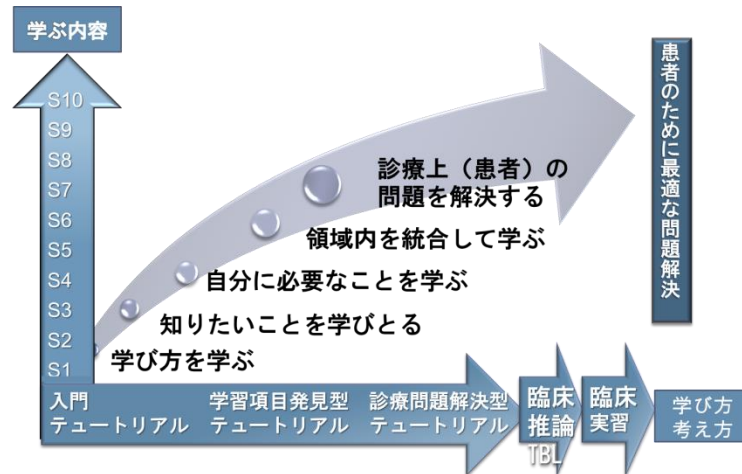 学ぶ内容
S10
S9
S8
S7
S6
S5
S4
S3
S2
S1
診療上（患者）の
問題を解決する
領域内を統合して学ぶ
自分に必要なことを学ぶ
知りたいことを学びとる
学び方を学ぶ
患者のために最適な問題解決
入門
テュートリアル
学習項目発見型
テュートリアル
診療問題解決型
テュートリアル
臨床
推論
TBL
臨床
実習
学び方
考え方